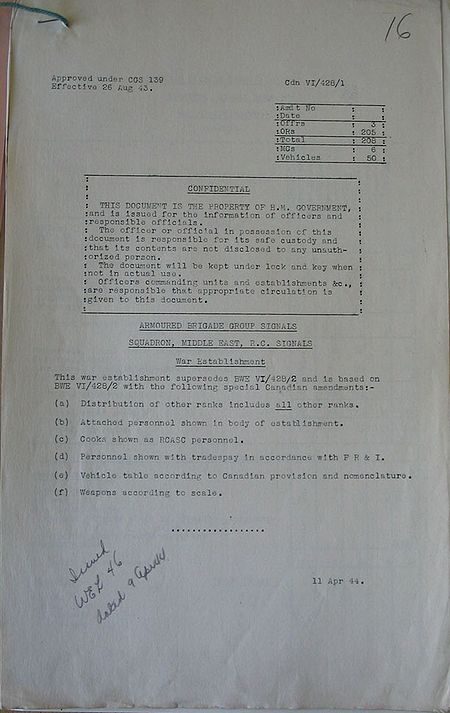 16
Approved under CGS 139
Effective 26 Aug 43.
Cdn VI/428/1
:Amdt No : :
:Date : :
:Offrs : 3 :
:ORs : 205 :
:Total : 208 :
:MCs : 6 :
:Vehicles : 50 :
CONFIDENTIAL
THIS DOCUMENT IS THE PROPERTY OF H.M. GOVERNMENT,
and is issued for the information of officers and
responsible officials.
The officer or official in possession of this
document is responsible for its safe custody and
that its contents are not disclosed to any unauth-
orized person.
The document will be kept under lock and key when
not in actual use.
Officers commanding units and establishments &c.,
are responsible that appropriate circulation is
given to this document.
ARMOURED BRIGADE GROUP SIGNALS
SQUADRON, MIDDLE EAST, R.C. SIGNALS
War Establishment
This war establishment supersedes BWE VI/428/2 and is based on
BWE VI/428/2 with the following special Canadian amendments:-
(a) Distribution of other ranks includes all other ranks.
(b) Attached personnel shown in body of establishment.
(c) Cooks shown as RCASC personnel.
(d) Personnel shown with tradespay in accordance with F R & I.
(e) Vehicle table according to Canadian provision and nomenclature.
(f) Weapons according to scale.
..................
Issued
WEL 46
dated 9 Apr 44
11 Apr 44.